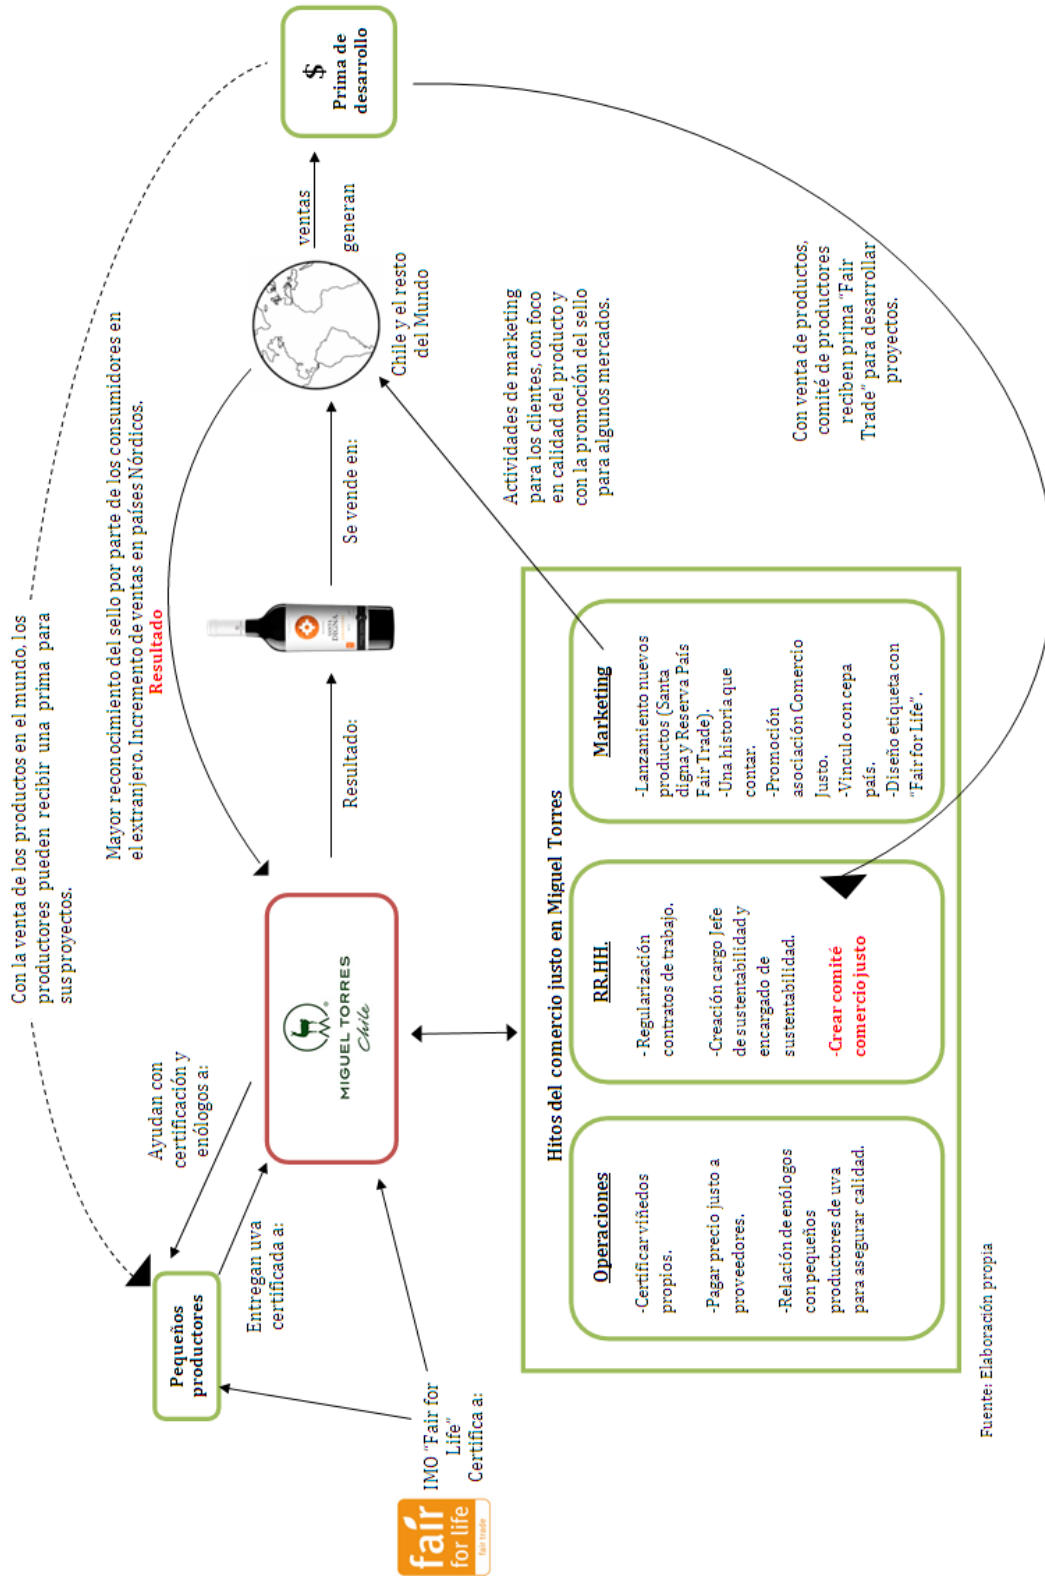 Con la venta de los productos en el mundo, los
productores pueden recibir una prima para
sus proyectos.
Mayor reconocimiento del sello por parte de los consumidores en
el extranjero. Incremento de ventas en países Nórdicos.
Resultado
Pequeños
productores
Ayudan con
certificación y
enólogos a:
Entregan uva
certificada a:
fair
for life
fair trade
IMO “Fair for
Life”
Certifica a:
MIGUEL TORRES
Chile
Resultado:
SANTA
DIGNA
Se vende en:
Chile y el resto
del Mundo
ventas
generan
$
Prima de
desarrollo
Actividades de marketing
para los clientes, con foco
en calidad del producto y
con la promoción del sello
para algunos mercados.
Con venta de productos,
comité de productores
reciben prima “Fair
Trade” para desarrollar
proyectos.
Hitos del comercio justo en Miguel Torres
Operaciones
-Certificar viñedos
propios.
-Pagar precio justo a
proveedores.
-Relación de enólogos
con pequeños
productores de uva
para asegurar calidad.
RR.HH.
- Regularización
contratos de trabajo.
-Creación cargo Jefe
de sustentabilidad y
encargado de
sustentabilidad.
-Crear comité
comercio justo
Marketing
-Lanzamiento nuevos
productos (Santa
digna y Reserva País
Fair Trade).
-Una historia que
contar.
-Promoción
asociación Comercio
Justo.
-Vinculo con cepa
país.
-Diseño etiqueta con
“Fair for Life”.
Fuente: Elaboración propia